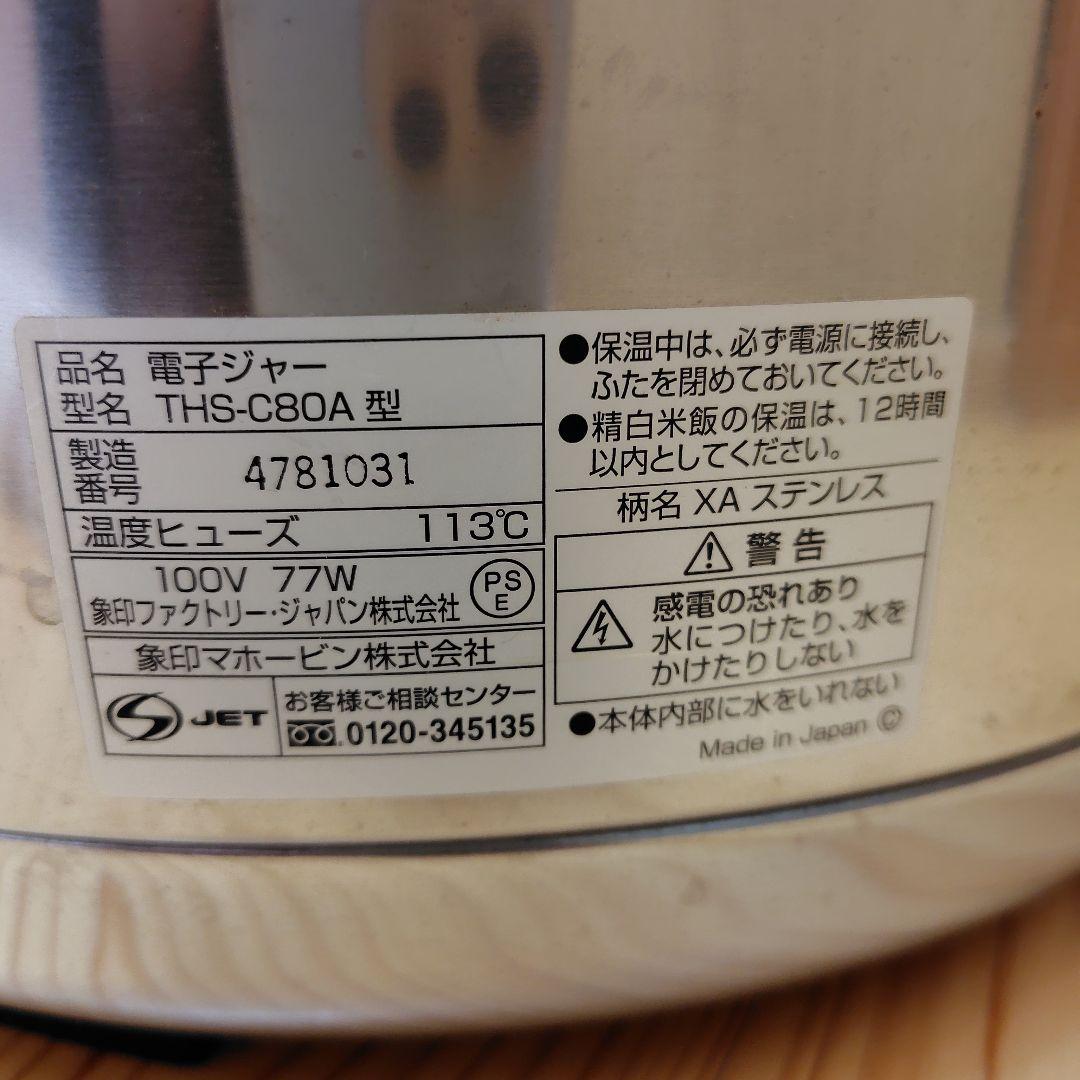 品名 電子ジャー
型名 THS-C80A 型
製造
番号 4781031
温度ヒューズ 113℃
100V 77W
象印ファクトリー・ジャパン株式会社
PS
E
象印マホービン株式会社
JET
お客様ご相談センター
0120-345135
●保温中は、必ず電源に接続し、
ふたを閉めておいてください。
●精白米飯の保温は、12時間
以内としてください。
柄名 XA ステンレス
警告
感電の恐れあり
水につけたり、水を
かけたりしない
●本体内部に水をいれない
Made in Japan Ⓒ